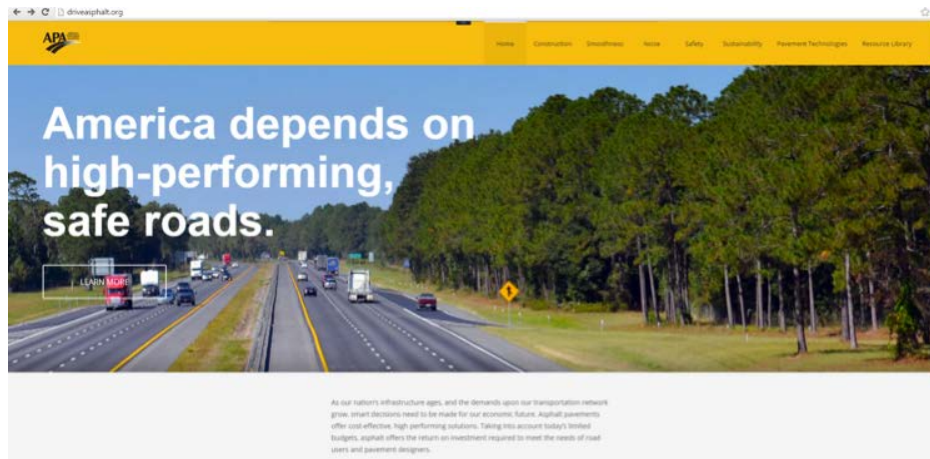 driveasphalt.org
APA
Home Construction Smoothness Noise Safety Sustainability Pavement Technologies Resource Library
America depends on
high-performing,
safe roads.
LEARN MORE
As our nation's infrastructure ages, and the demands upon our transportation network
grow, smart decisions need to be made for our economic future. Asphalt pavements
offer cost-effective, high performing solutions. Taking into account today's limited
budgets, asphalt offers the return on investment required to meet the needs of road
users and pavement designers.